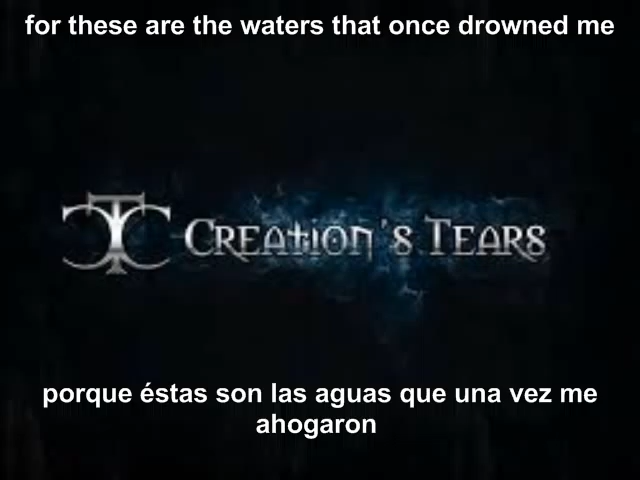 for these are the waters that once drowned me
Creation's Tears
porque éstas son las aguas que una vez me
ahogaron